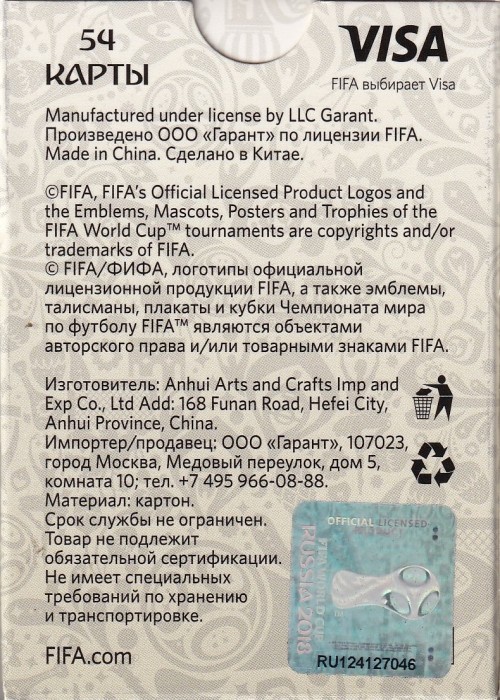 54
КАРТЫ
VISA
FIFA выбирает Visa
Manufactured under license by LLC Garant.
Произведено ООО «Гарант» по лицензии FIFA.
Made in China. Сделано в Китае.
©FIFA, FIFA's Official Licensed Product Logos and
the Emblems, Mascots, Posters and Trophies of the
FIFA World Cup™ tournaments are copyrights and/or
trademarks of FIFA.
© FIFA/ФИФА, логотипы официальной
лицензионной продукции FIFA, а также эмблемы,
талисманы, плакаты и кубки Чемпионата мира
по футболу FIFA™ являются объектами
авторского права и/или товарными знаками FIFA.
Изготовитель: Anhui Arts and Crafts Imp and
Exp Co., Ltd Add: 168 Funan Road, Hefei City,
Anhui Province, China.
Импортер/продавец: ООО «Гарант», 107023,
город Москва, Медовый переулок, дом 5,
комната 10; тел. +7 495 966-08-88.
Материал: картон.
Срок службы не ограничен.
Товар не подлежит
обязательной сертификации.
Не имеет специальных
требований по хранению
и транспортировке.
FIFA.com
OFFICIAL LICENSED
PRODUCT
FIFA WORLD CUP
RUSSIA 2018
RU124127046